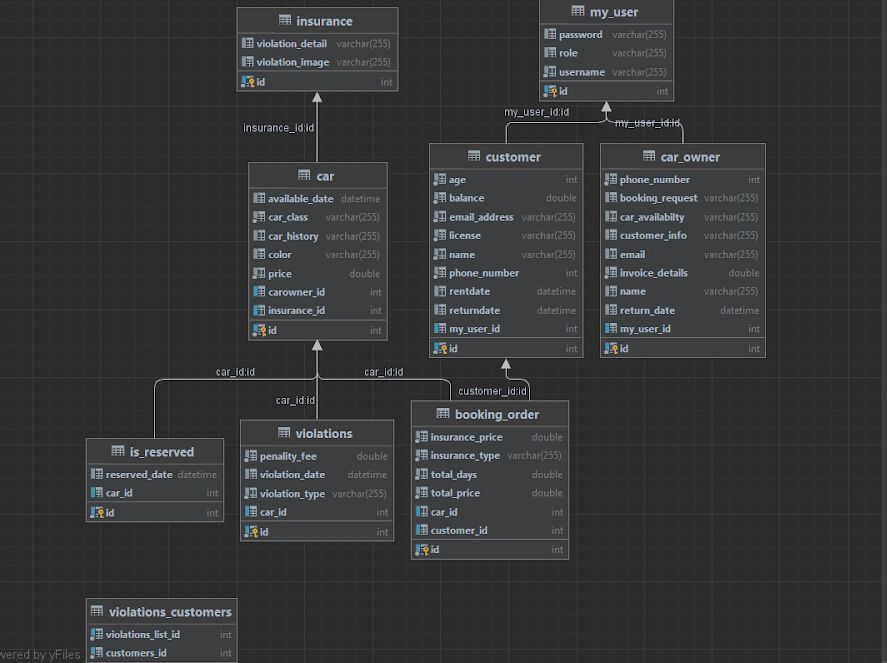 insurance
violation_detail varchar(255)
violation_image varchar(255)
id int
my_user
password varchar(255)
role varchar(255)
username varchar(255)
id int
insurance_id:id
my_user_id:id
my_user_id:id
car
available_date datetime
car_class varchar(255)
car_history varchar(255)
color varchar(255)
price double
carowner_id int
insurance_id int
id int
customer
age int
balance double
email_address varchar(255)
license varchar(255)
name varchar(255)
phone_number int
rentdate datetime
returndate datetime
my_user_id int
id int
car_owner
phone_number int
booking_request varchar(255)
car_availabilty varchar(255)
customer_info varchar(255)
email varchar(255)
invoice_details double
name varchar(255)
return_date datetime
my_user_id int
id int
car_id:id
car_id:id
car_id:id
customer_id:id
is_reserved
reserved_date datetime
car_id int
id int
violations
penality_fee double
violation_date datetime
violation_type varchar(255)
car_id int
id int
booking_order
insurance_price double
insurance_type varchar(255)
total_days double
total_price double
car_id int
customer_id int
id int
violations_customers
violations_list_id int
customers_id int
wered by yFiles